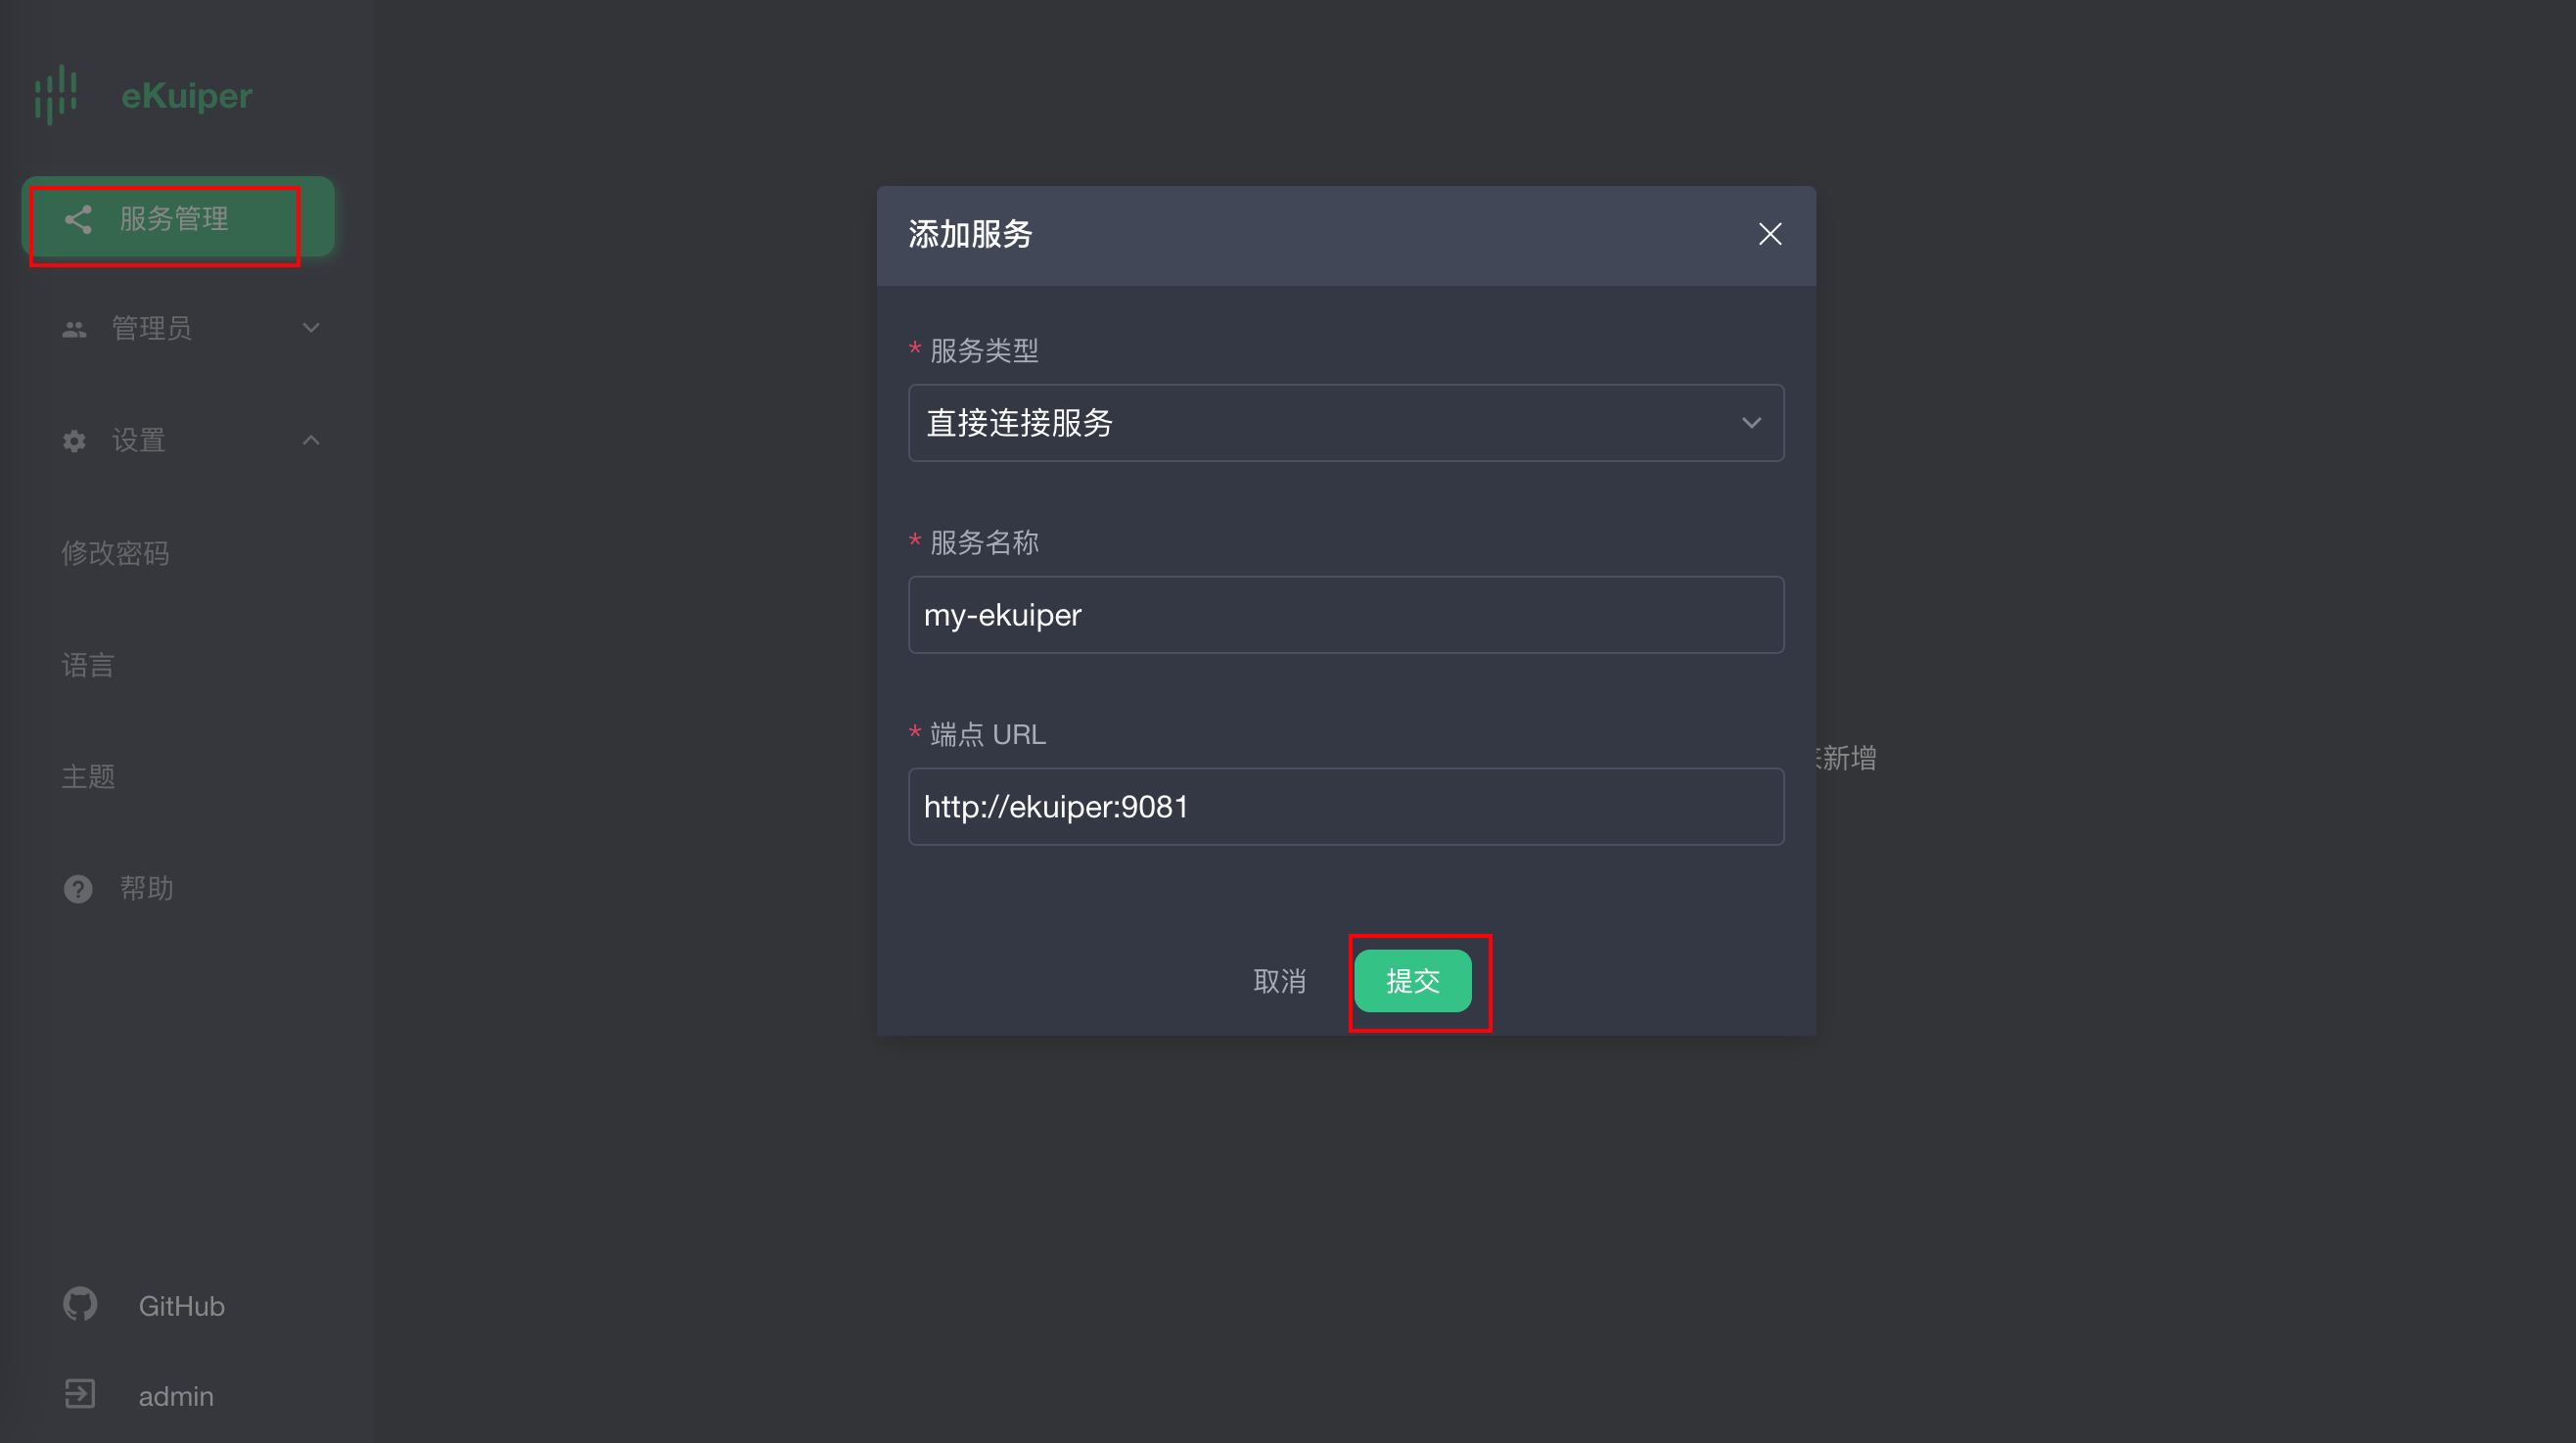 eKuiper
服务管理
管理员
设置
修改密码
语言
主题
帮助
GitHub
admin
添加服务
* 服务类型
直接连接服务
* 服务名称
my-ekuiper
* 端点 URL
http://ekuiper:9081
取消
提交
新增